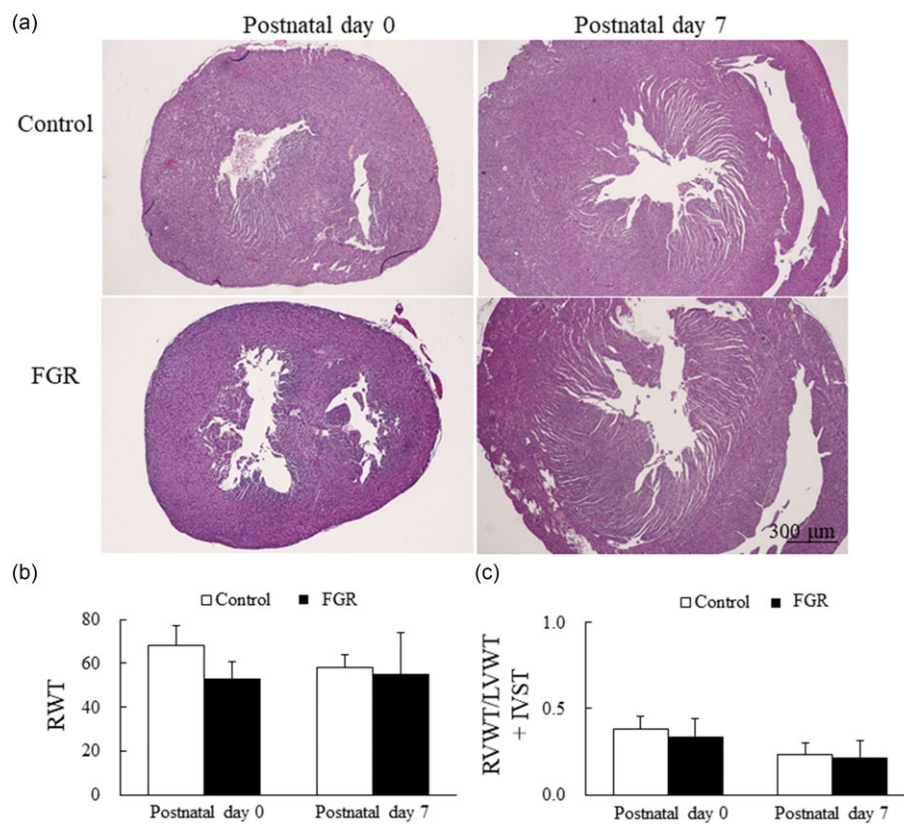 (a)
Postnatal day 0
Postnatal day 7
Control
FGR
300 μm
(b)
Control
FGR
80
60
40
20
0
RWT
Postnatal day 0
Postnatal day 7
(c)
Control
FGR
1.0
0.5
0.0
RVWT/LVWT
+ IVST
Postnatal day 0
Postnatal day 7